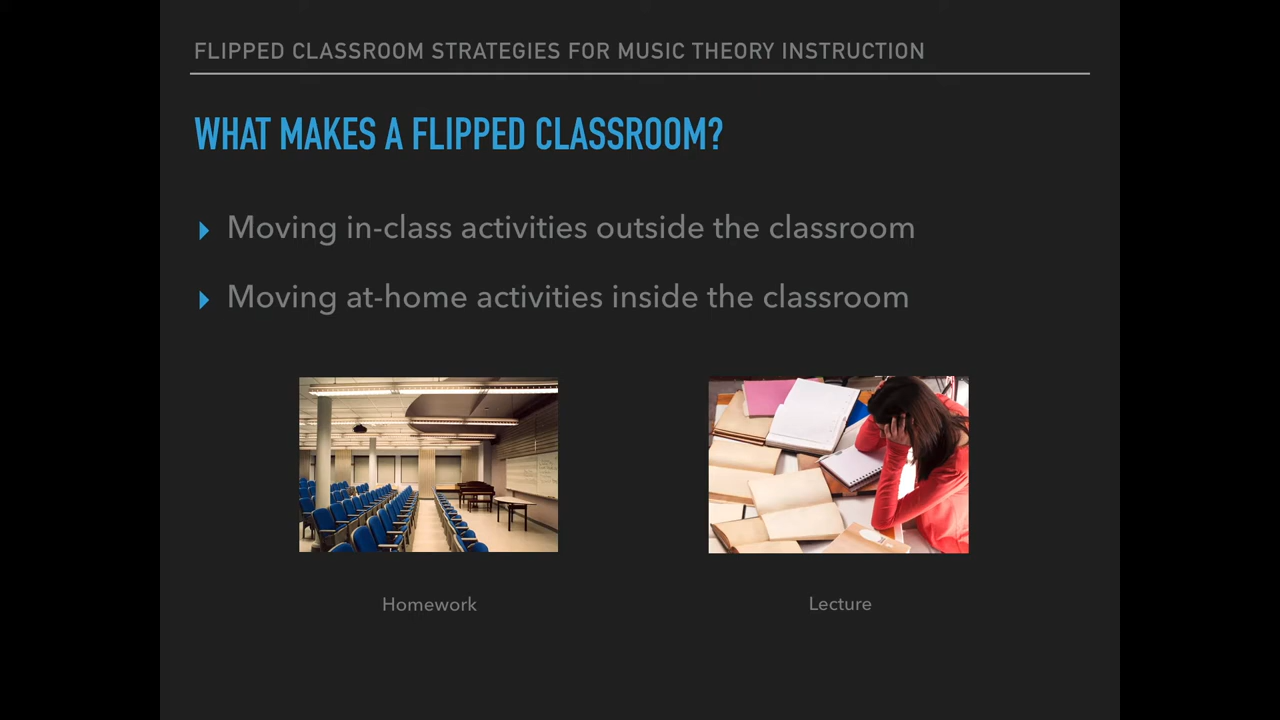 FLIPPED CLASSROOM STRATEGIES FOR MUSIC THEORY INSTRUCTION
WHAT MAKES A FLIPPED CLASSROOM?
Moving in-class activities outside the classroom
Moving at-home activities inside the classroom
Homework
Lecture